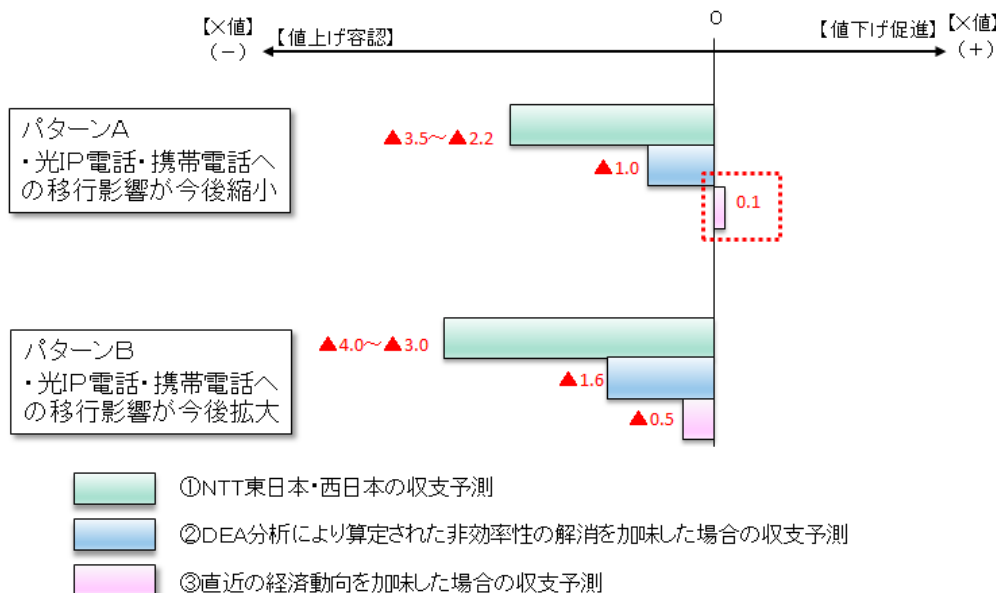 【X値】
(－)
【値上げ容認】
0
【値下げ促進】
【X値】
(＋)
パターンA
・光IP電話・携帯電話へ
の移行影響が今後縮小
▲3.5～▲2.2
▲1.0
0.1
パターンB
・光IP電話・携帯電話へ
の移行影響が今後拡大
▲4.0～▲3.0
▲1.6
▲0.5
①NTT東日本・西日本の収支予測
②DEA分析により算定された非効率性の解消を加味した場合の収支予測
③直近の経済動向を加味した場合の収支予測